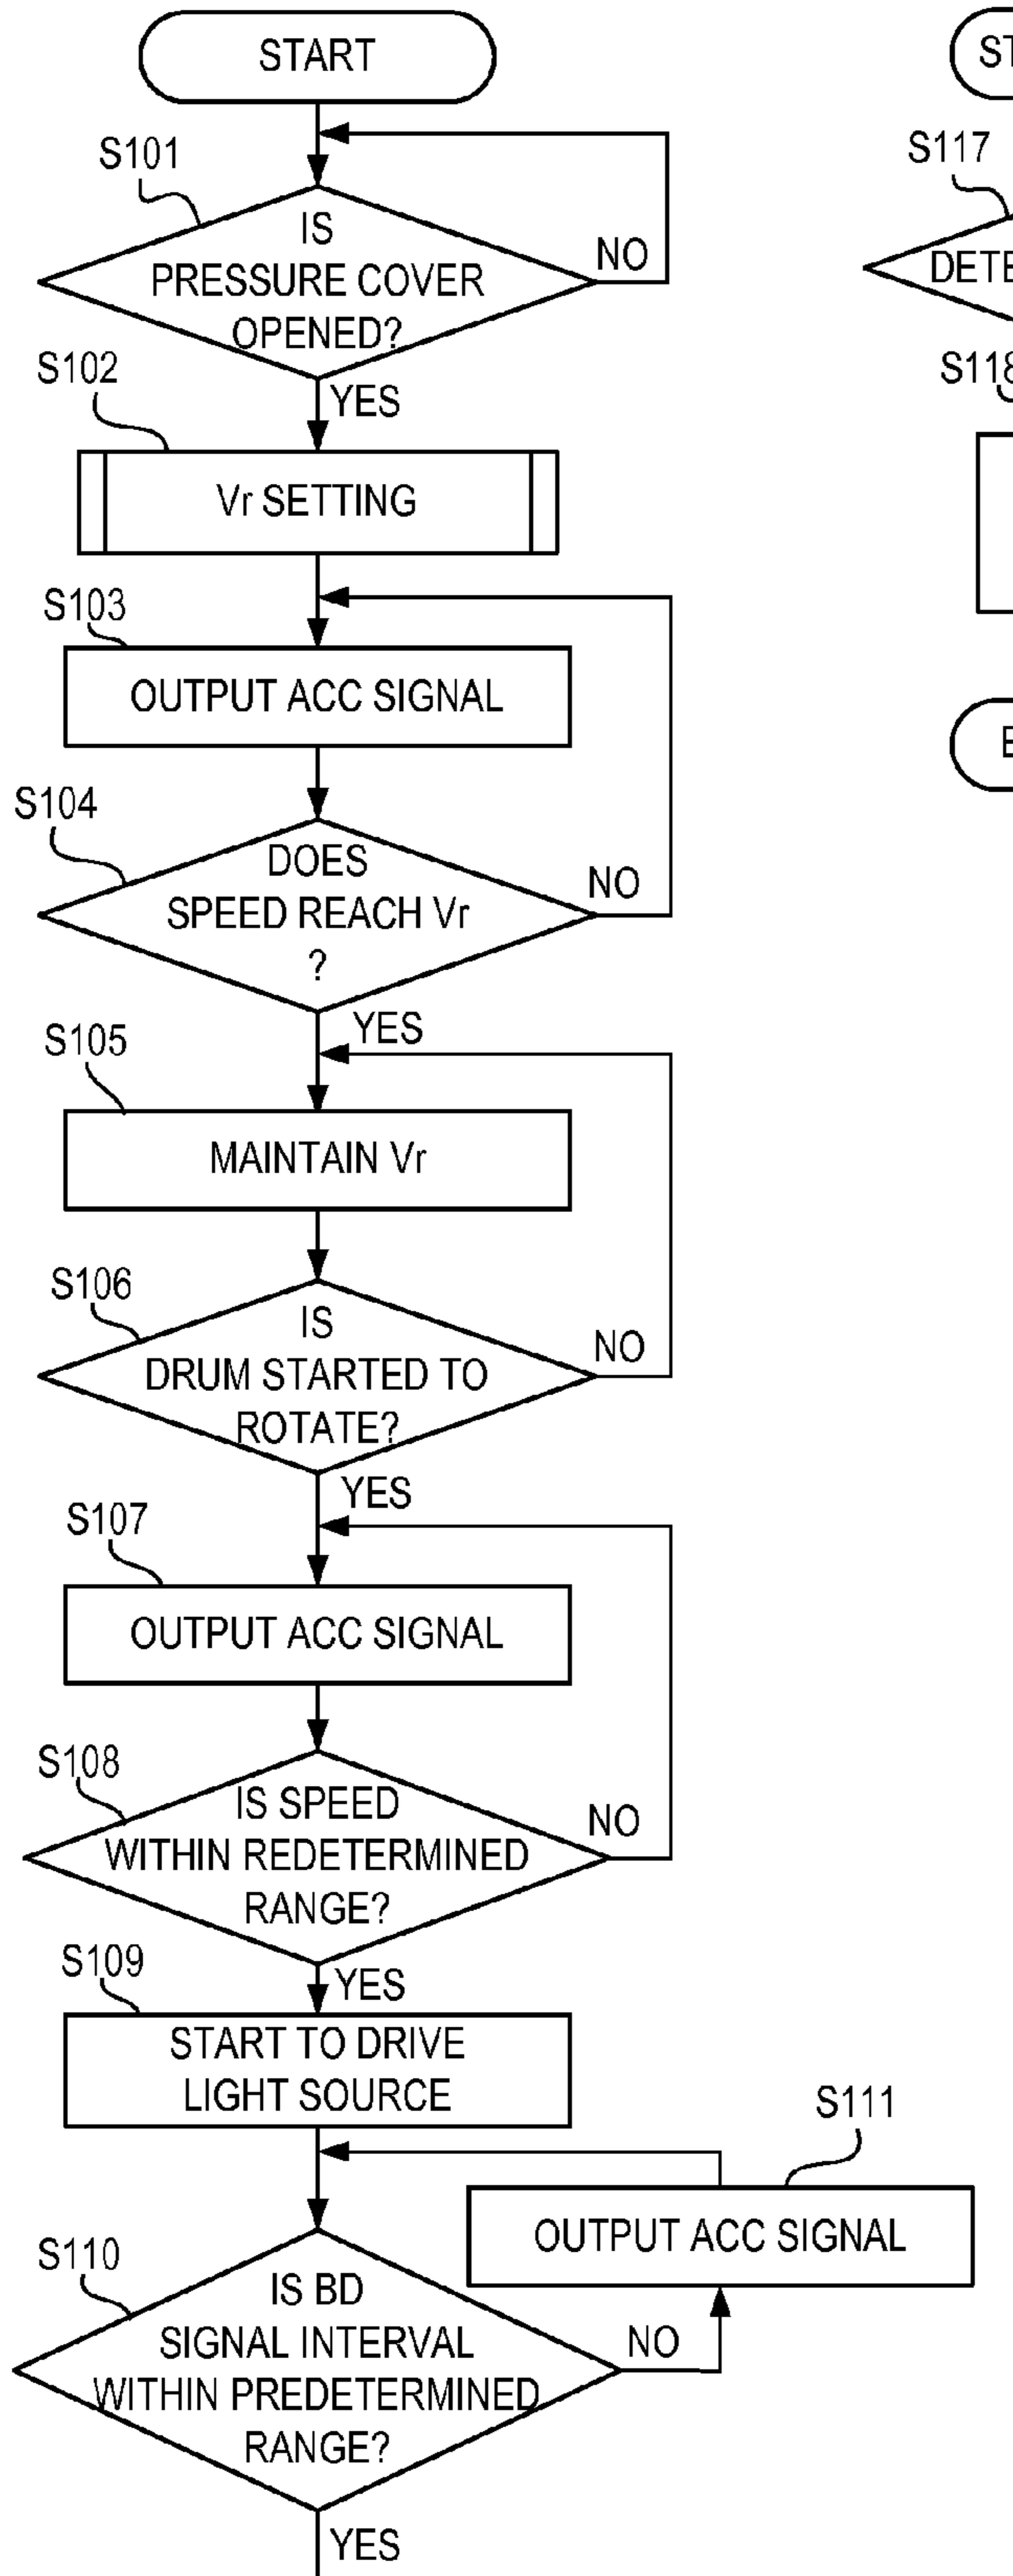 START
S101
IS
PRESSURE COVER
OPENED?
NO
YES
S102
Vr SETTING
S103
OUTPUT ACC SIGNAL
S104
DOES
SPEED REACH Vr
?
NO
YES
S105
MAINTAIN Vr
S106
IS
DRUM STARTED TO
ROTATE?
NO
YES
S107
OUTPUT ACC SIGNAL
S108
IS SPEED
WITHIN REDETERMINED
RANGE?
NO
YES
S109
START TO DRIVE
LIGHT SOURCE
S111
OUTPUT ACC SIGNAL
S110
IS BD
SIGNAL INTERVAL
WITHIN PREDETERMINED
RANGE?
NO
YES
S117
S118